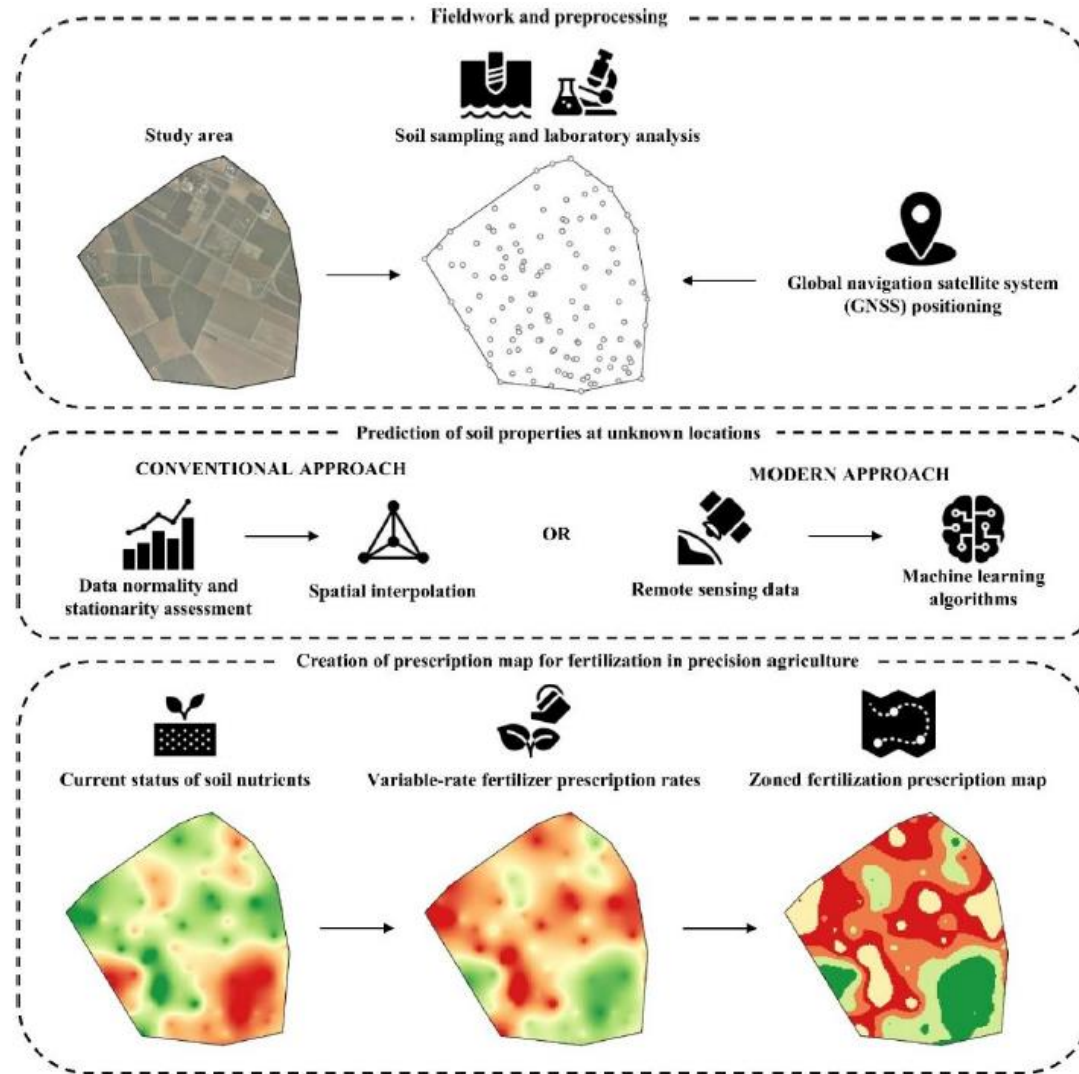 Fieldwork and preprocessing
Soil sampling and laboratory analysis
Study area
Global navigation satellite system
(GNSS) positioning
Prediction of soil properties at unknown locations
CONVENTIONAL APPROACH
MODERN APPROACH
OR
Data normality and
stationarity assessment
Spatial interpolation
Remote sensing data
Machine learning
algorithms
Creation of prescription map for fertilization in precision agriculture
Current status of soil nutrients
Variable-rate fertilizer prescription rates
Zoned fertilization prescription map